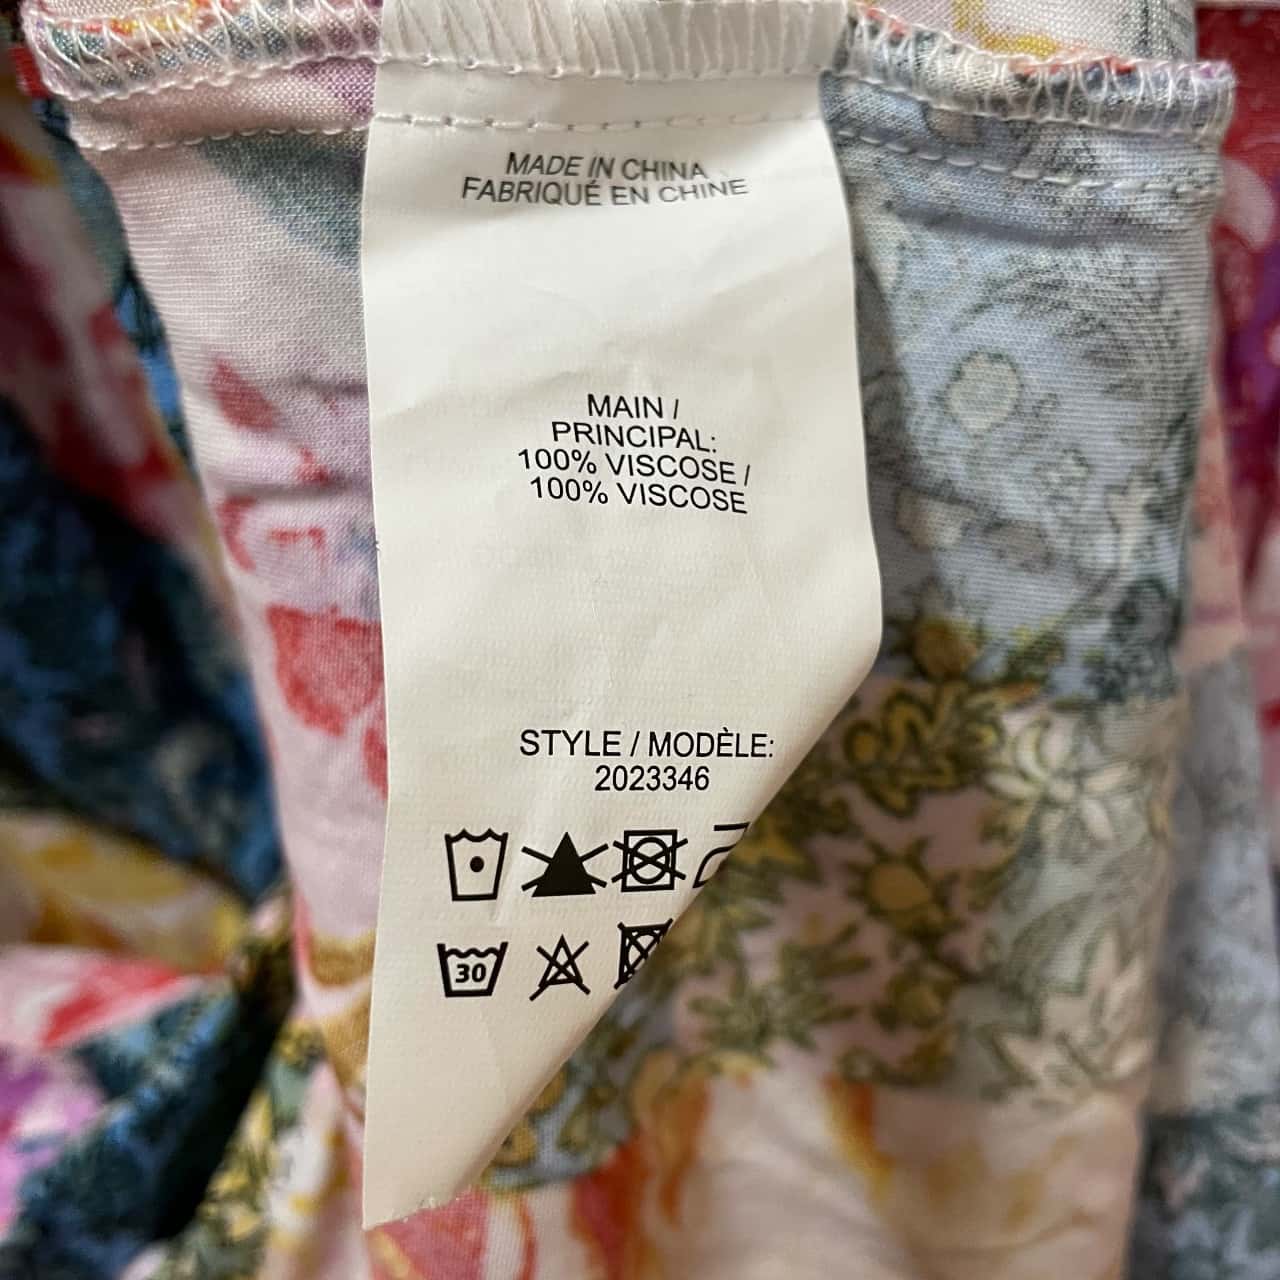 MADE IN CHINA
FABRIQUÉ EN CHINE
MAIN /
PRINCIPAL:
100% VISCOSE /
100% VISCOSE
STYLE / MODÈLE:
2023346
30